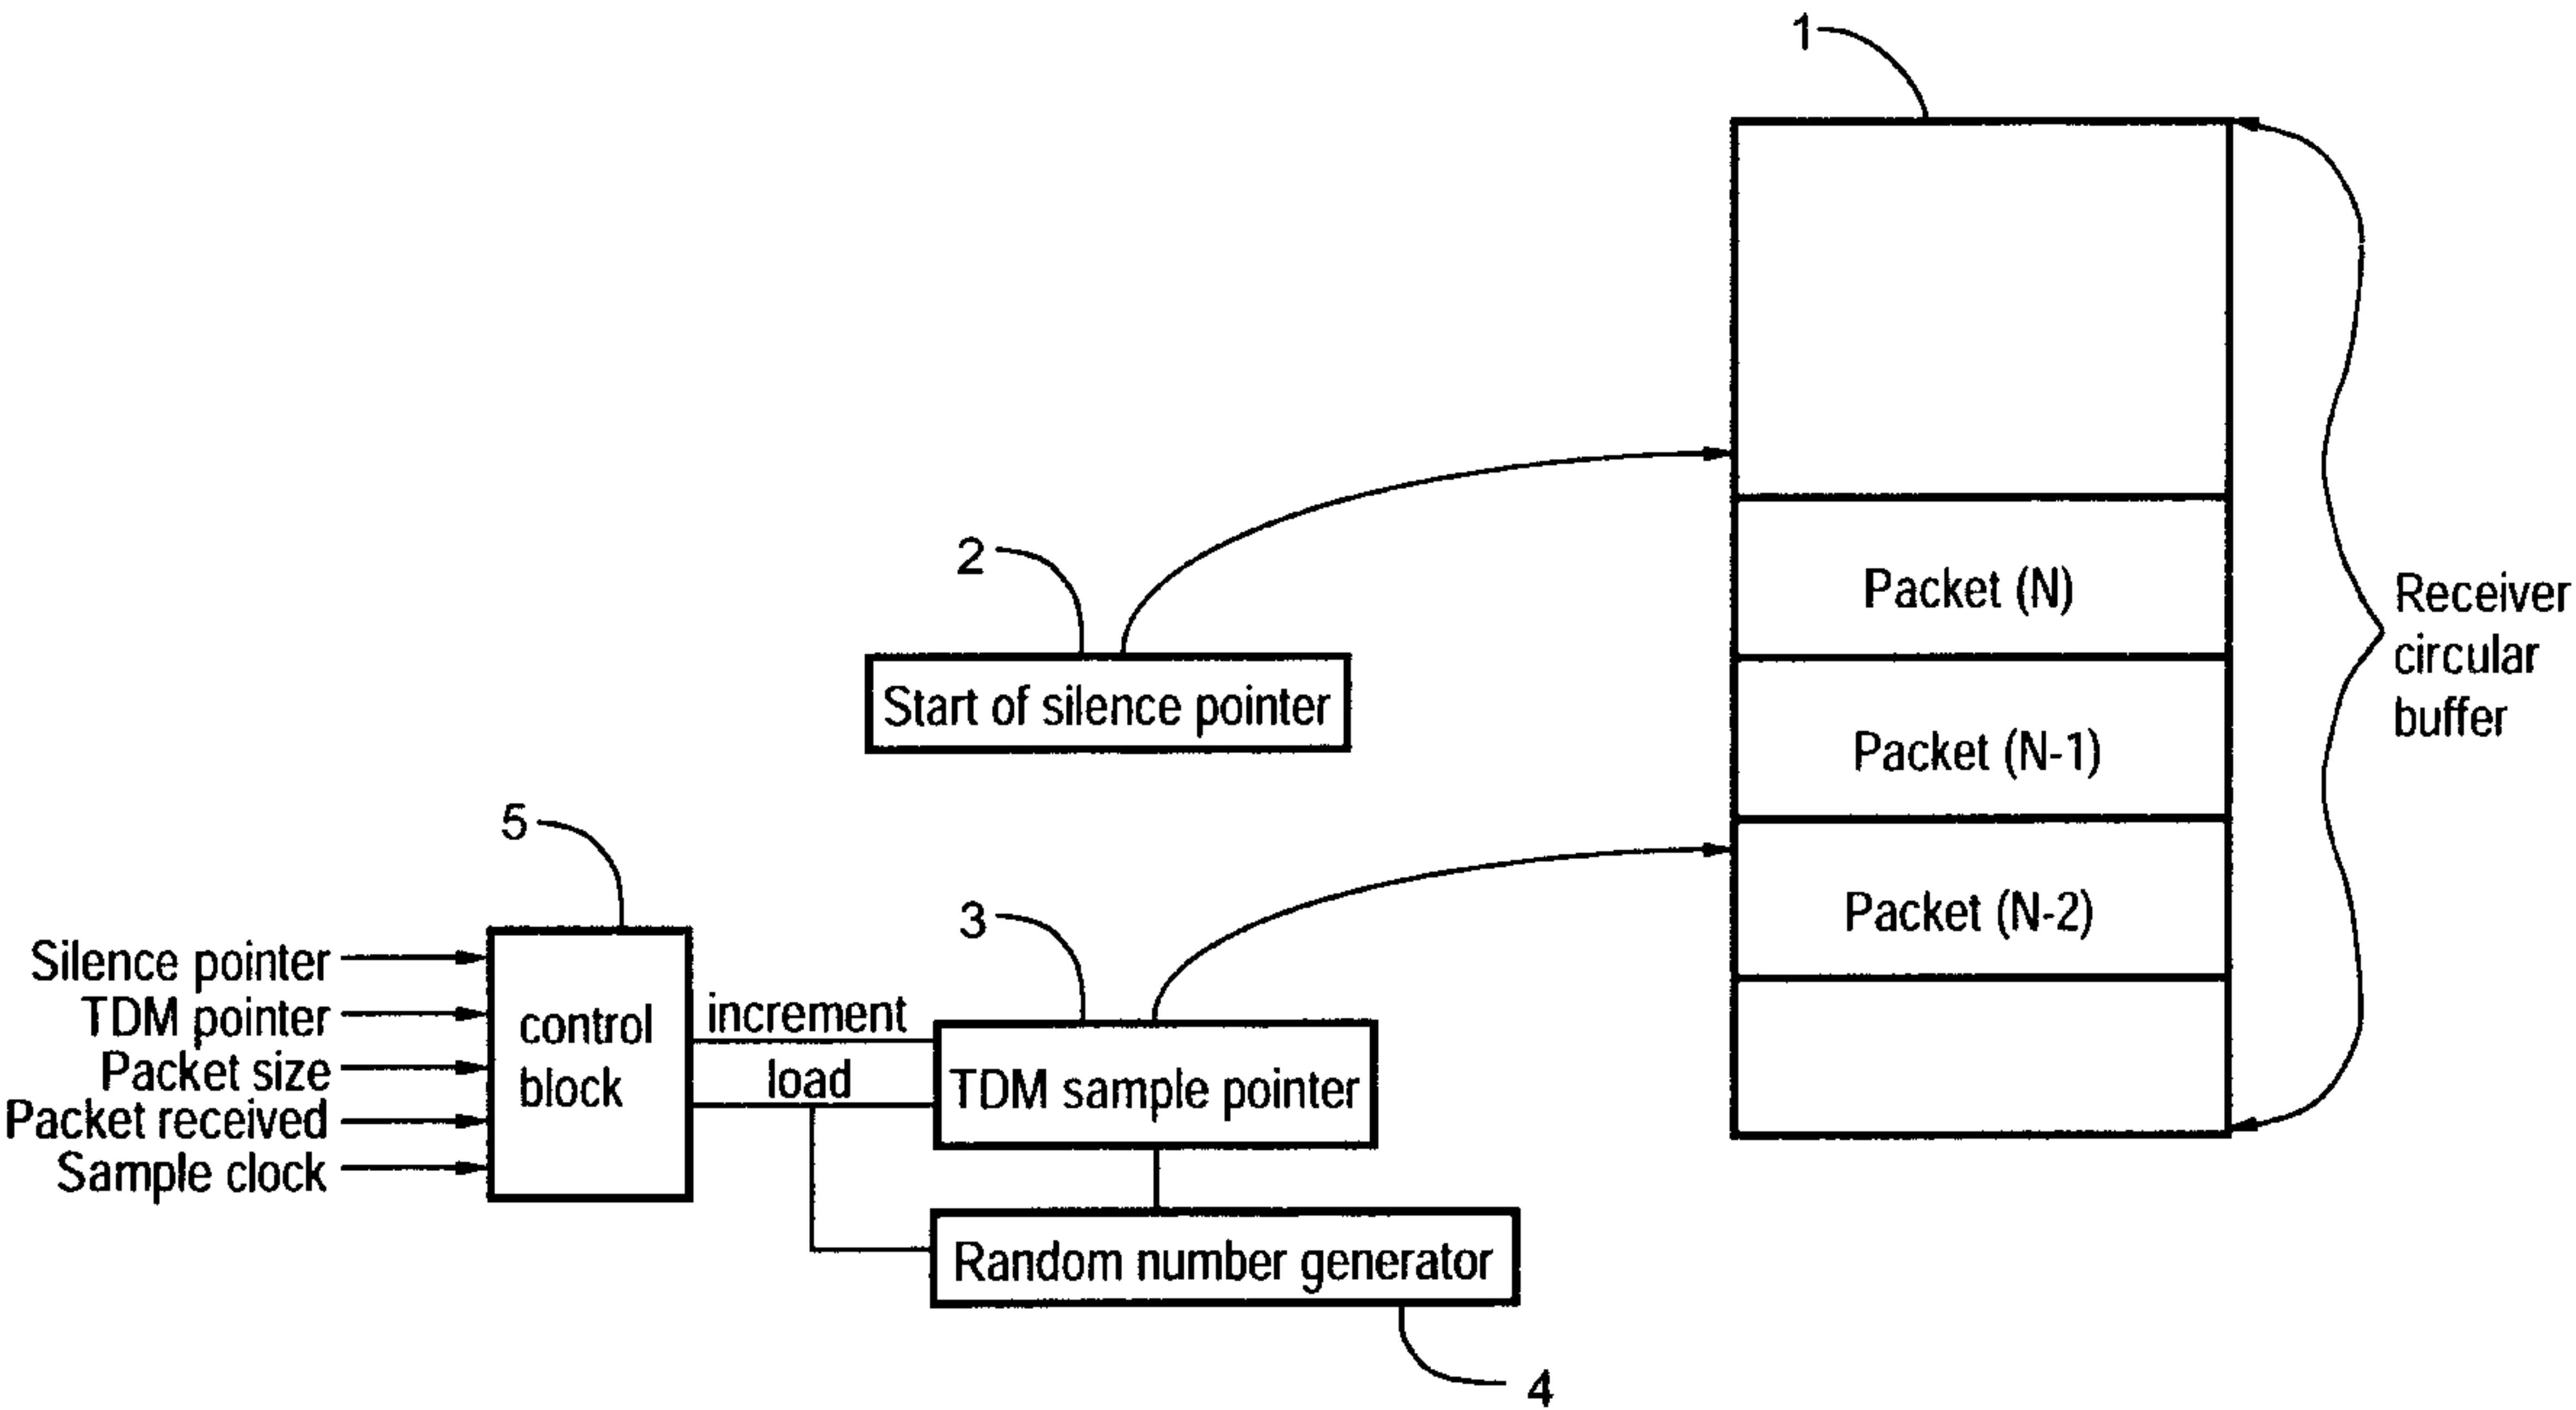 1
Packet (N)
Packet (N-1)
Packet (N-2)
Receiver
circular
buffer
2
Start of silence pointer
5
Silence pointer
TDM pointer
Packet size
Packet received
Sample clock
control
block
increment
load
3
TDM sample pointer
Random number generator
4